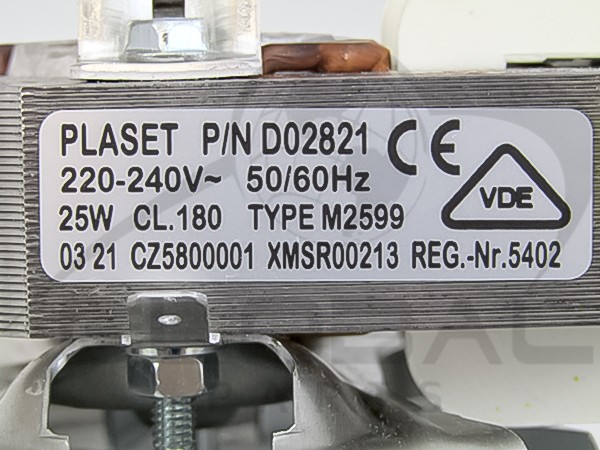 PLASET P/N D02821 CE
220-240V~ 50/60Hz
VDE
25W CL.180 TYPE M2599
03 21 CZ5800001 XMSR00213 REG.-Nr.5402